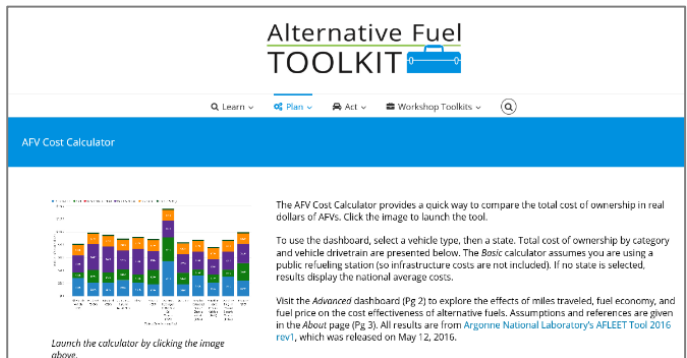 Alternative Fuel
TOOLKIT
Learn
Plan
Act
Workshop Toolkits
AFV Cost Calculator
The AFV Cost Calculator provides a quick way to compare the total cost of ownership in real
dollars of AFVs. Click the image to launch the tool.
To use the dashboard, select a vehicle type, then a state. Total cost of ownership by category
and vehicle drivetrain are presented below. The Basic calculator assumes you are using a
public refueling station (so infrastructure costs are not included). If no state is selected,
results display the national average costs.
Visit the Advanced dashboard (Pg 2) to explore the effects of miles traveled, fuel economy, and
fuel price on the cost effectiveness of alternative fuels. Assumptions and references are given
in the About page (Pg 3). All results are from Argonne National Laboratory's AFLEET Tool 2016
rev1, which was released on May 12, 2016.
Launch the calculator by clicking the image
above.